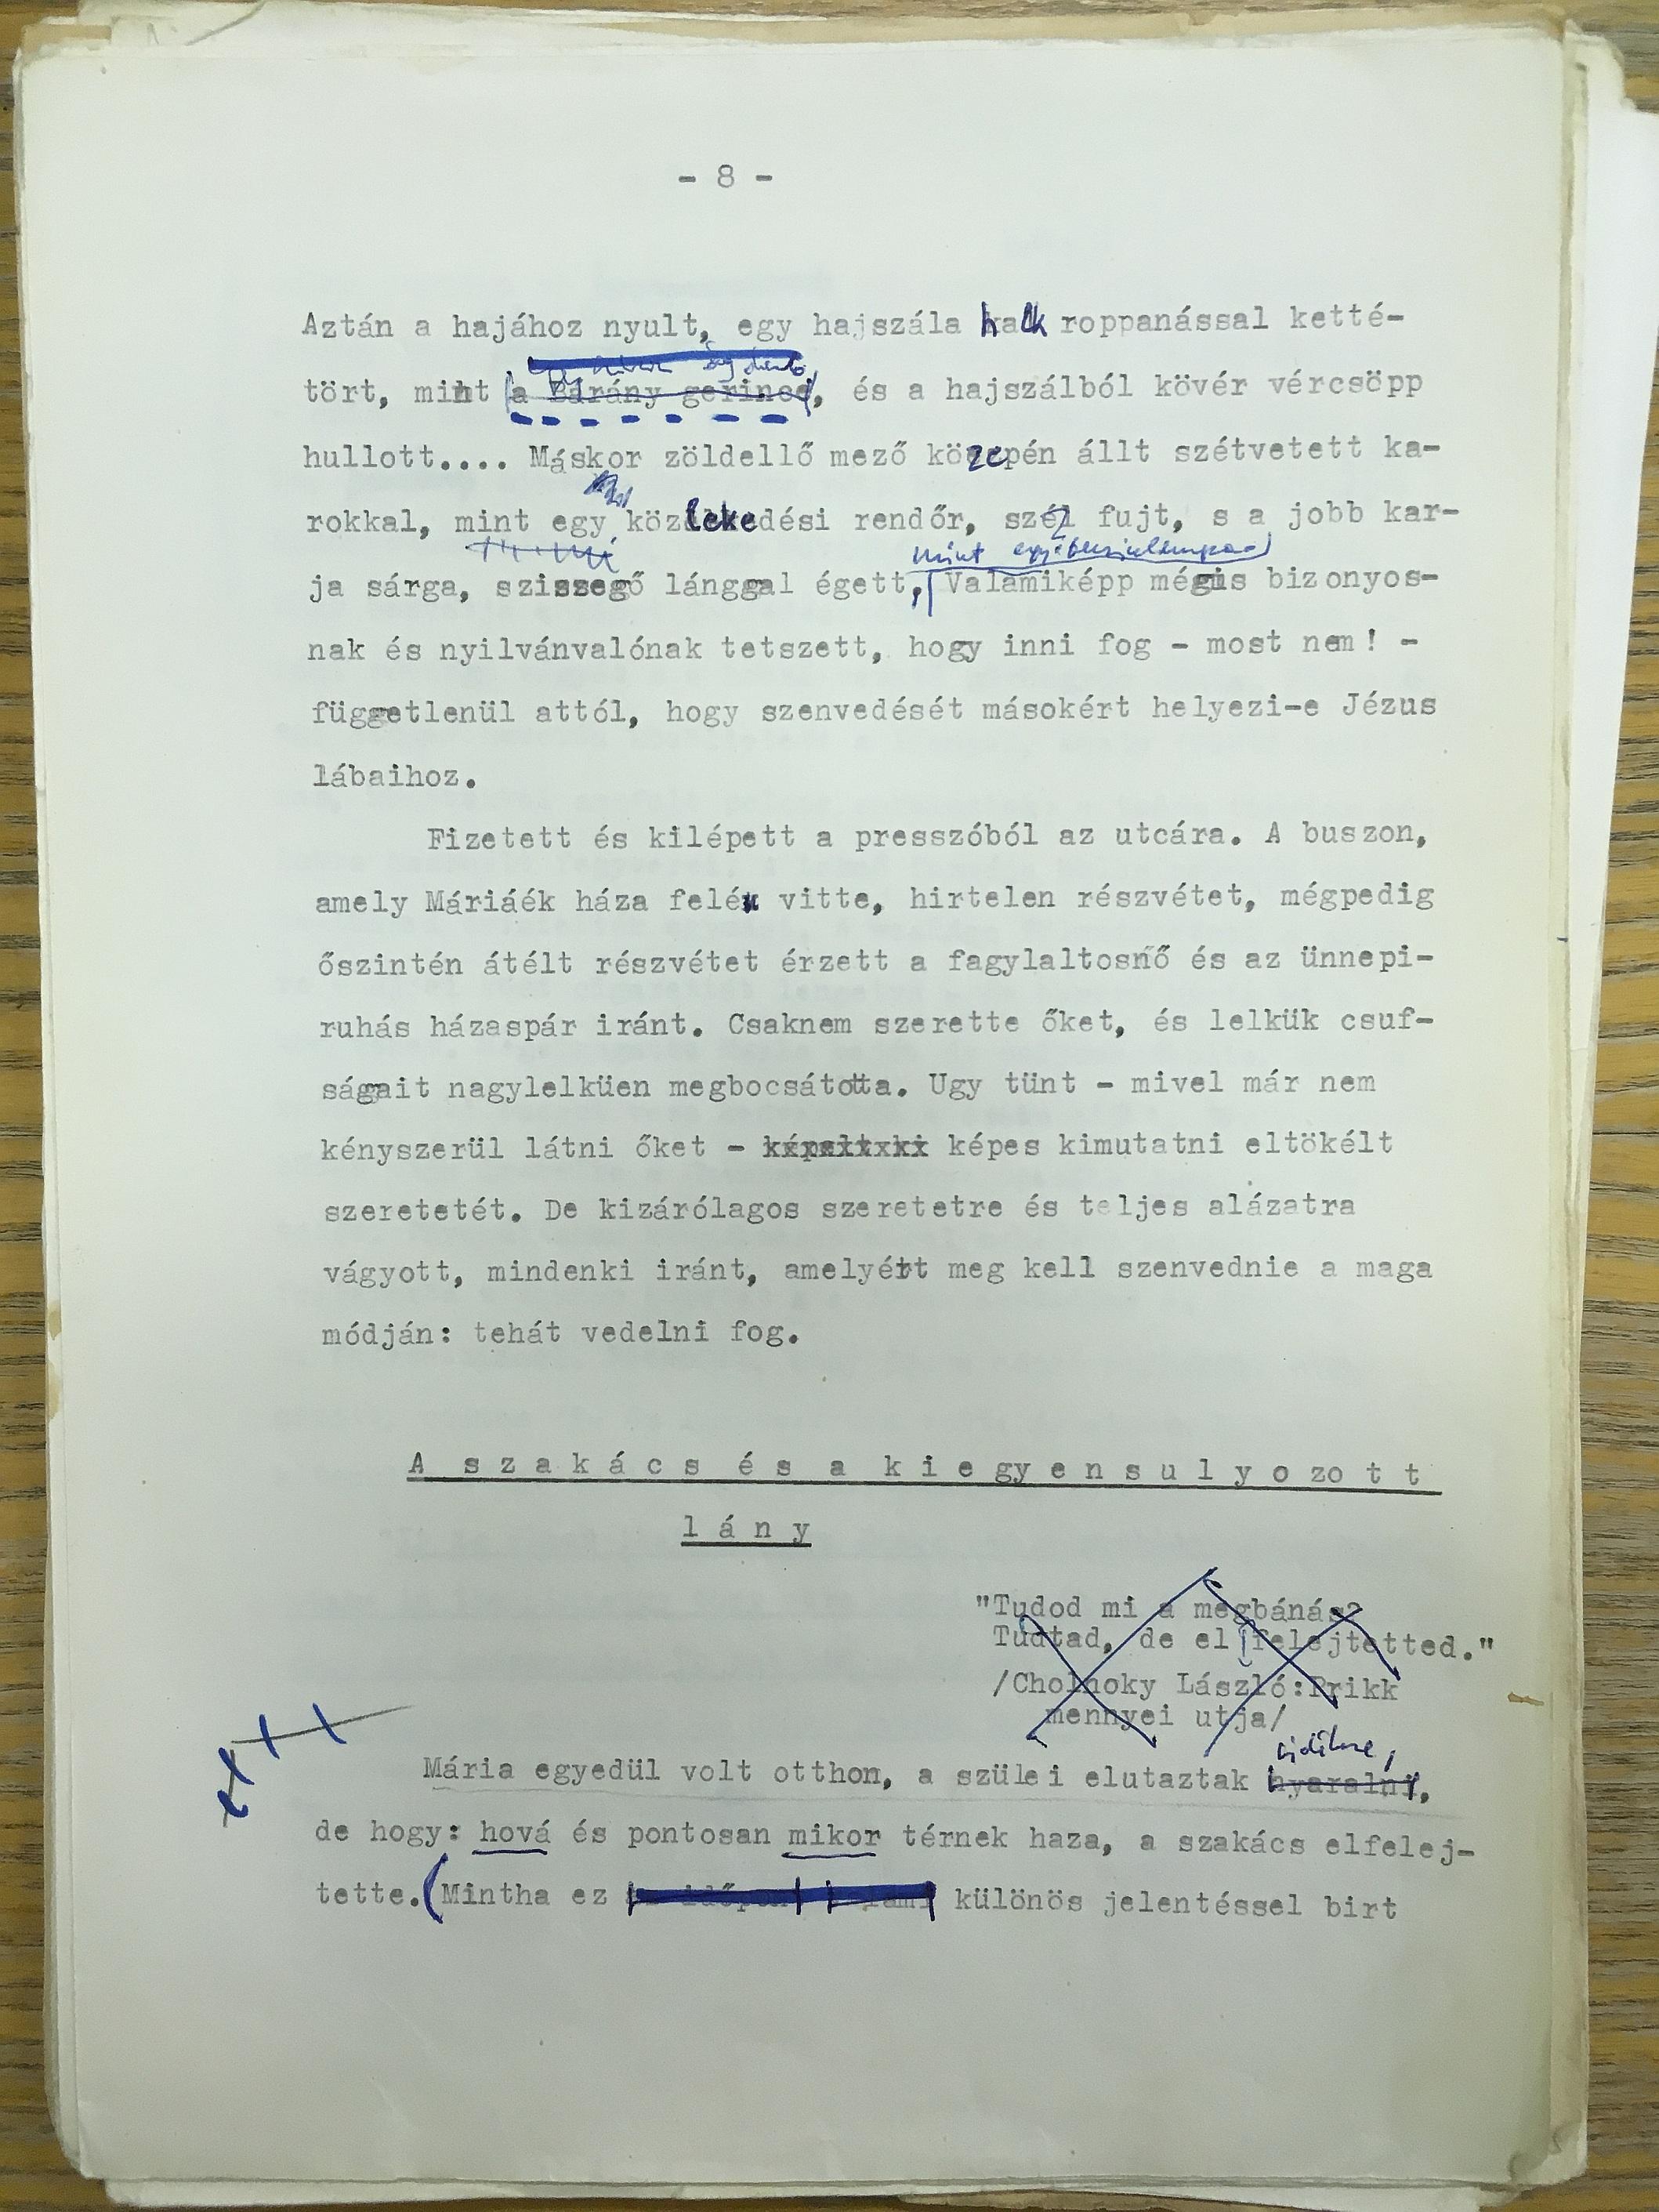 - 8 -
Aztán a hajához nyult, egy hajszála halk roppanással ketté-
tört, mint a Bárány gerince, és a hajszálból kövér vércsöpp
hullott.... Máskor zöldellő mező közepén állt szétvetett ka-
rokkal, mint egy közlekedési rendőr, szél fujt, s a jobb kar-
mint egy
ja sárga, sziszegő lánggal égett, Valamiképp mégis bizonyos-
nak és nyilvánvalónak tetszett, hogy inni fog - most nem! -
függetlenül attól, hogy szenvedését másokért helyezi-e Jézus
lábaihoz.
Fizetett és kilépett a presszóból az utcára. A buszon,
amely Máriáék háza felé vitte, hirtelen részvétet, mégpedig
őszintén átélt részvétet érzett a fagylaltosnő és az ünnepi-
ruhás házaspár iránt. Csaknem szerette őket, és lelkük csuf-
ságait nagylelküen megbocsátotta. Ugy tünt - mivel már nem
kényszerül látni őket - képes kimutatni eltökélt
szeretetét. De kizárólagos szeretetre és teljes alázatra
vágyott, mindenki iránt, amelyért meg kell szenvednie a maga
módján: tehát vedelni fog.
A szakács és a kiegyensulyozott
lány
"Tudod mi a megbánás?
Tudtad, de el felejtetted."
/Cholnoky László:Prikk
mennyei utja/
vidékre,
Mária egyedül volt otthon, a szülei elutaztak nyaralni,
de hogy: hová és pontosan mikor térnek haza, a szakács elfelej-
tette. (Mintha ez különös jelentéssel birt